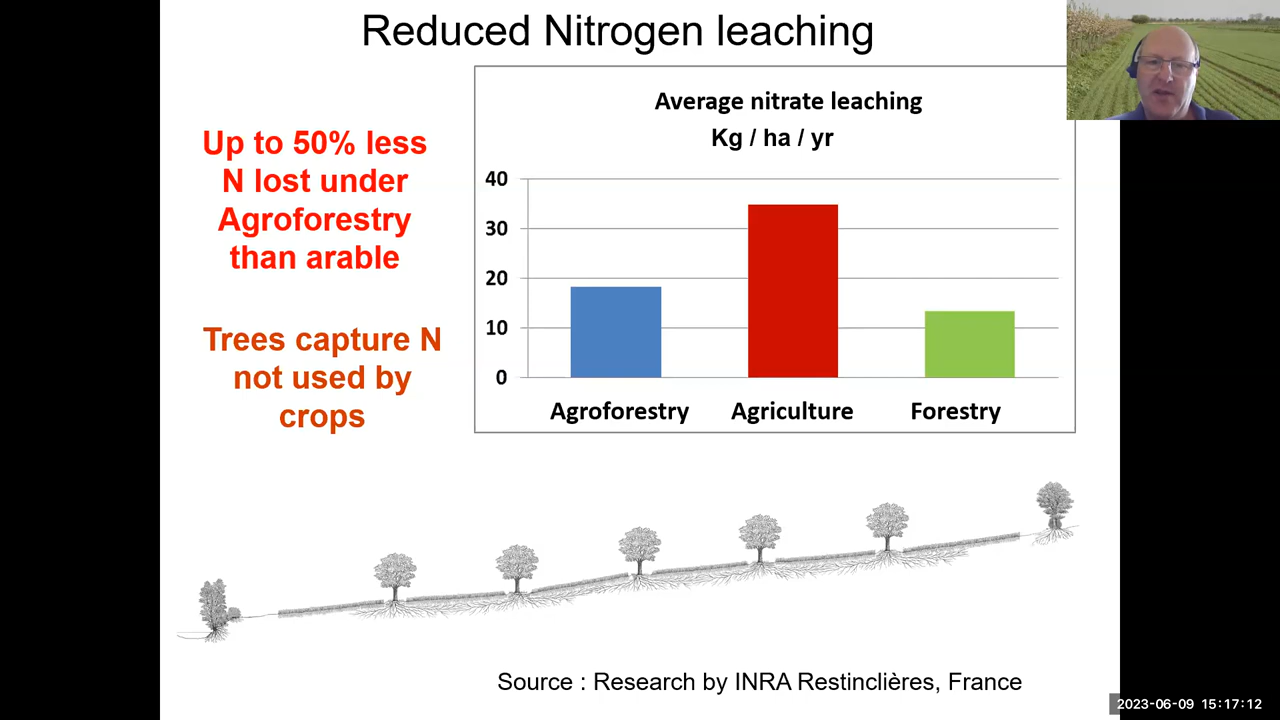 Reduced Nitrogen leaching
Up to 50% less
N lost under
Agroforestry
than arable
Trees capture N
not used by
crops
Average nitrate leaching
Kg / ha / yr
40
30
20
10
0
Agroforestry Agriculture Forestry
Source : Research by INRA Restinclières, France
2023-06-09 15:17:12